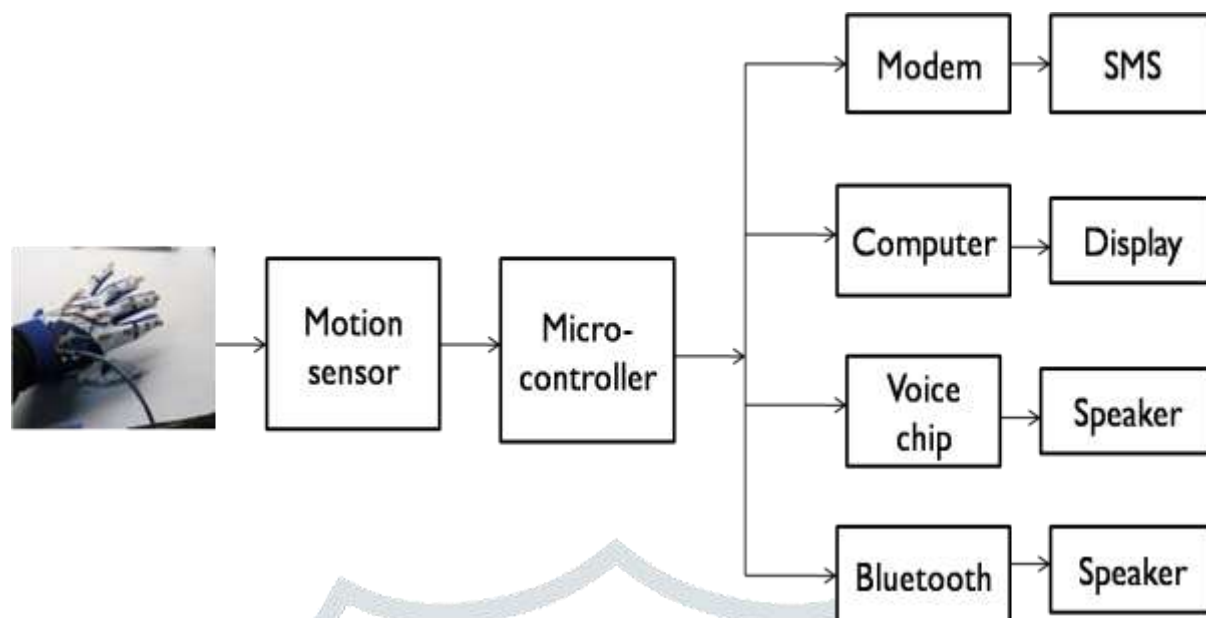 Modem
SMS
Computer
Display
Motion
sensor
Micro-
controller
Voice
chip
Speaker
Bluetooth
Speaker